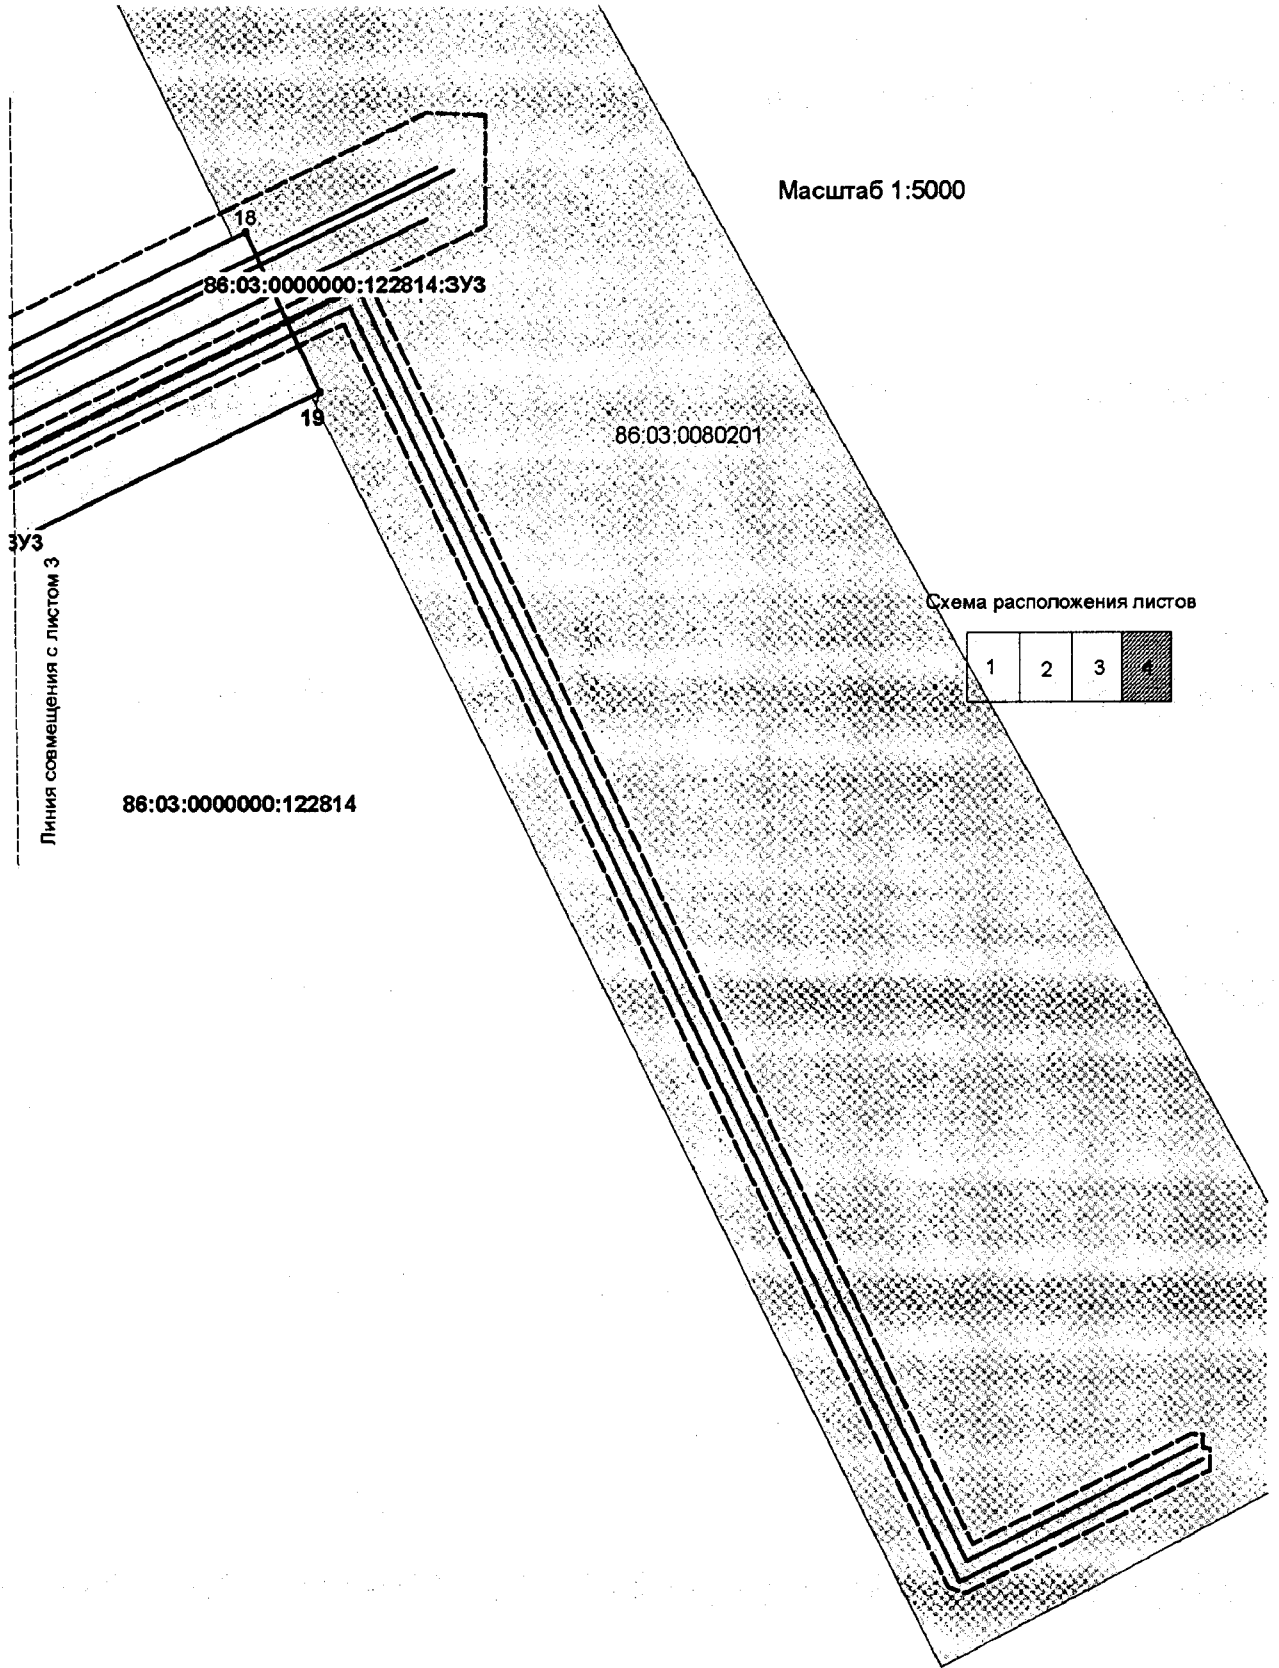 Масштаб 1:5000
18
86:03:0000000:122814:ЗУ3
19
86:03:0080201
ЗУ3
Линия совмещения с листом 3
Схема расположения листов
1 2 3 4
86:03:0000000:122814